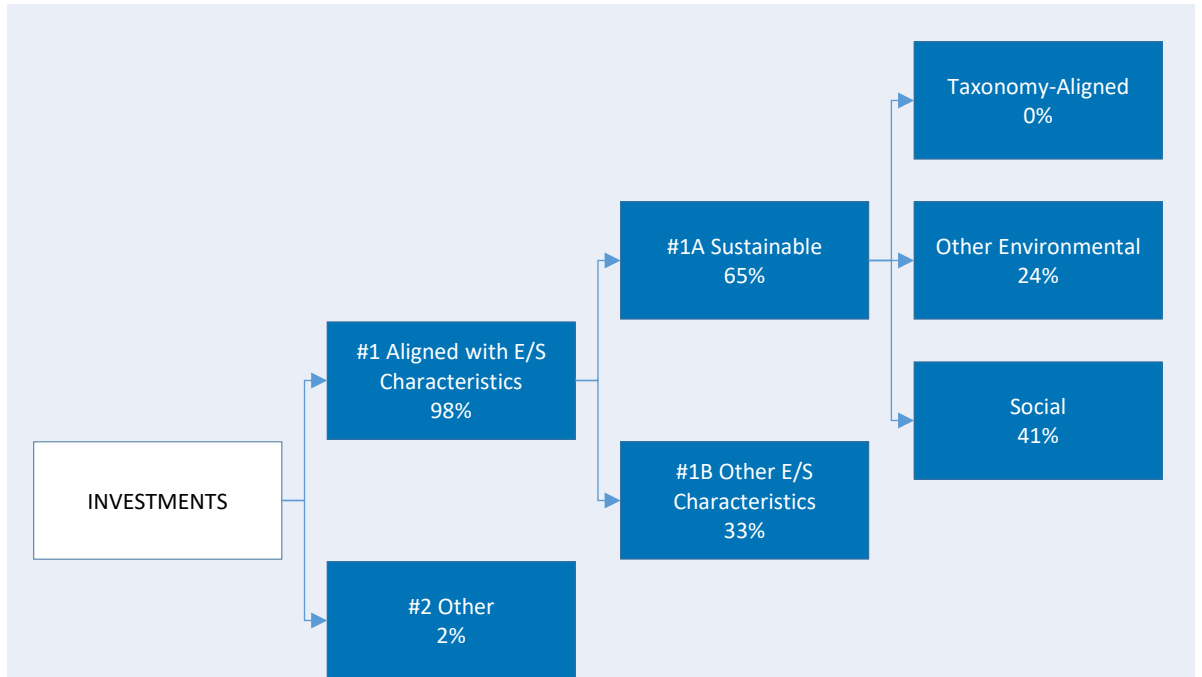 INVESTMENTS
#1 Aligned with E/S
Characteristics
98%
#2 Other
2%
#1A Sustainable
65%
#1B Other E/S
Characteristics
33%
Taxonomy-Aligned
0%
Other Environmental
24%
Social
41%